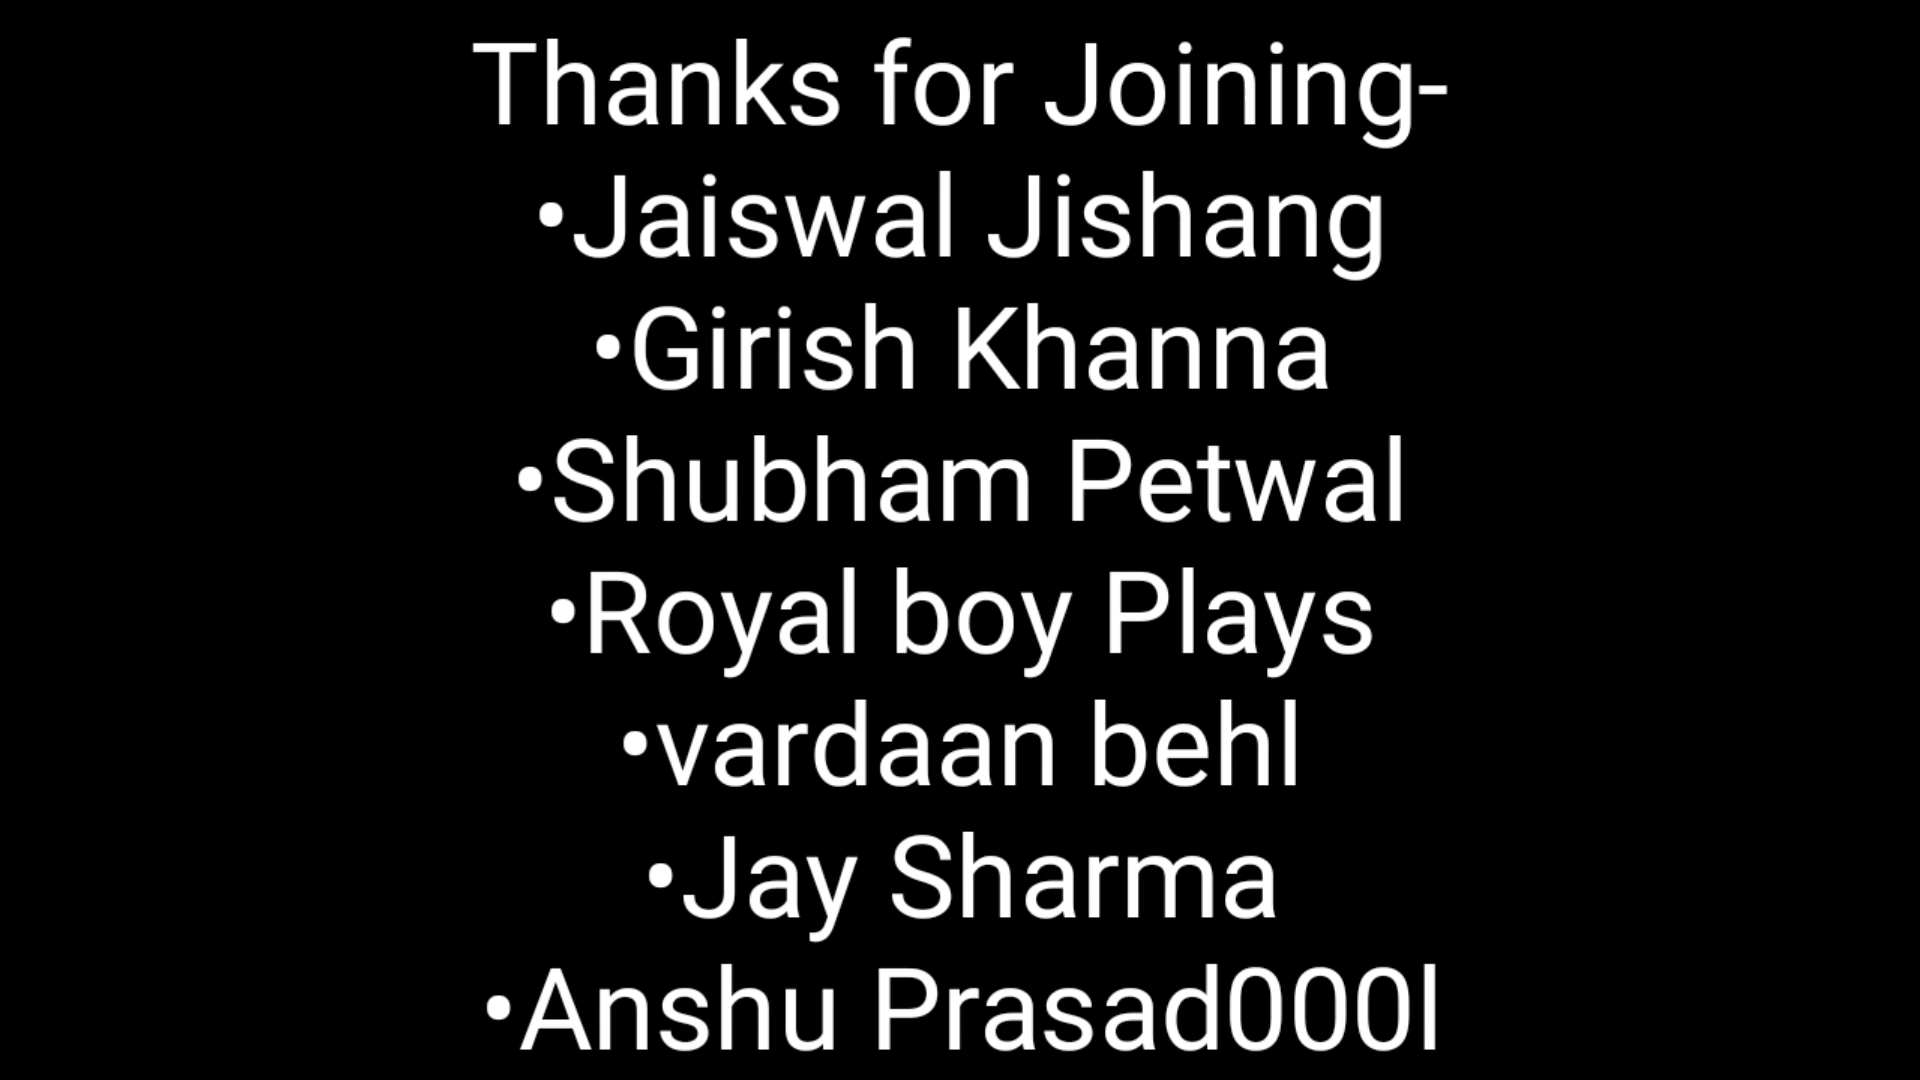 Thanks for Joining-
•Jaiswal Jishang
•Girish Khanna
•Shubham Petwal
•Royal boy Plays
•vardaan behl
•Jay Sharma
•Anshu Prasad000l